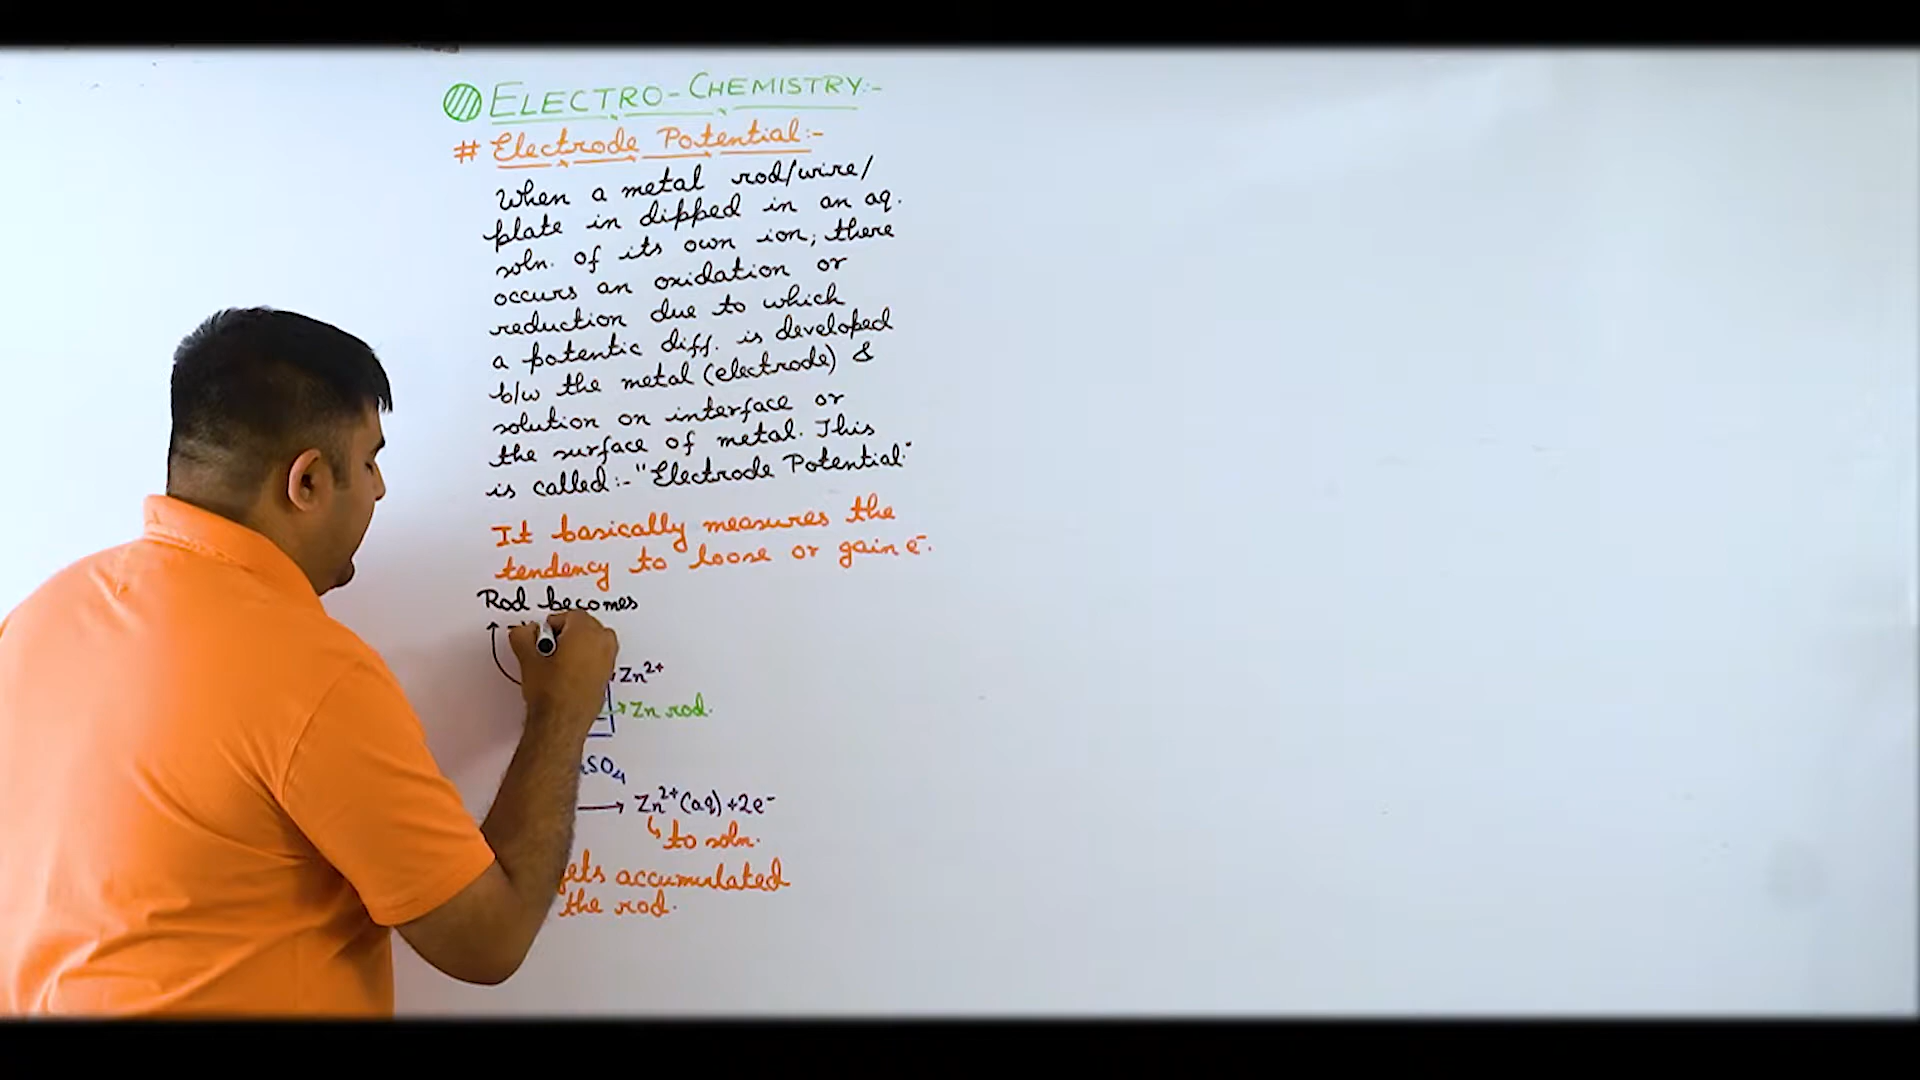 ELECTRO-CHEMISTRY:-
# Electrode Potential:-
When a metal rod/wire/
plate in dipped in an aq.
soln. of its own ion; there
occurs an oxidation or
reduction due to which
a potentic diff. is developed
b/w the metal (electrode) &
solution on interface or
the surface of metal. This
is called:- "Electrode Potential"
It basically measures the
tendency to loose or gain e⁻.
Rod becomes
Zn²⁺
Zn rod.
SO₄
→ Zn²⁺(aq) + 2e⁻
to soln.
gets accumulated
the rod.